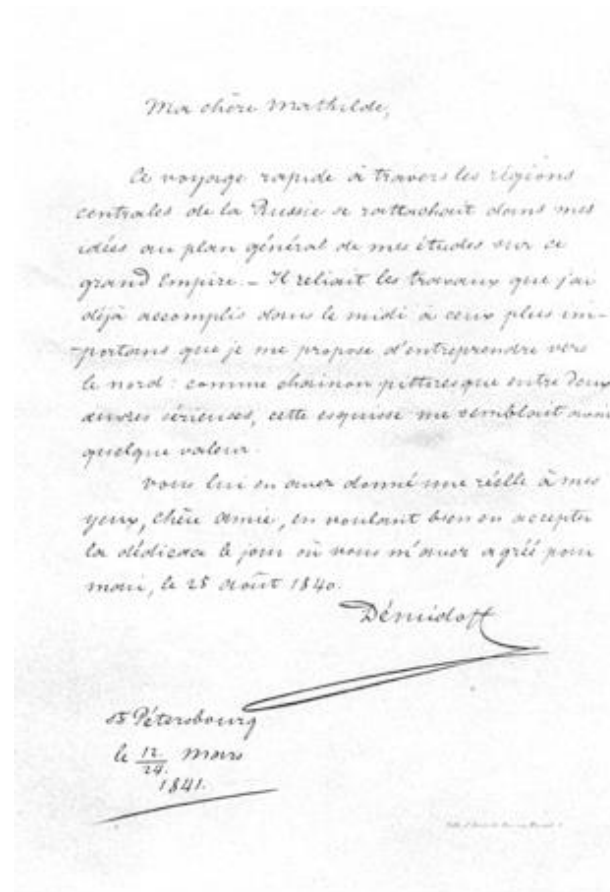 Ma chère Mathilde,
Ce voyage rapide à travers les régions
centrales de la Russie se rattachait dans mes
idées au plan général de mes études sur ce
grand Empire. – Il reliait les travaux que j'ai
déjà accomplis dans le midi à ceux plus im-
-portans que je me propose d'entreprendre vers
le nord : comme chainon pittoresque entre deux
œuvres sérieuses, cette esquisse me semblait avoir
quelque valeur.
Vous lui en avez donné une réelle à mes
yeux, chère amie, en voulant bien en accepter
la dédicace le jour où vous m'avez agréé pour
mari, le 25 août 1840.
Démidoff
St Pétersbourg
le 12/24. Mars
1841.